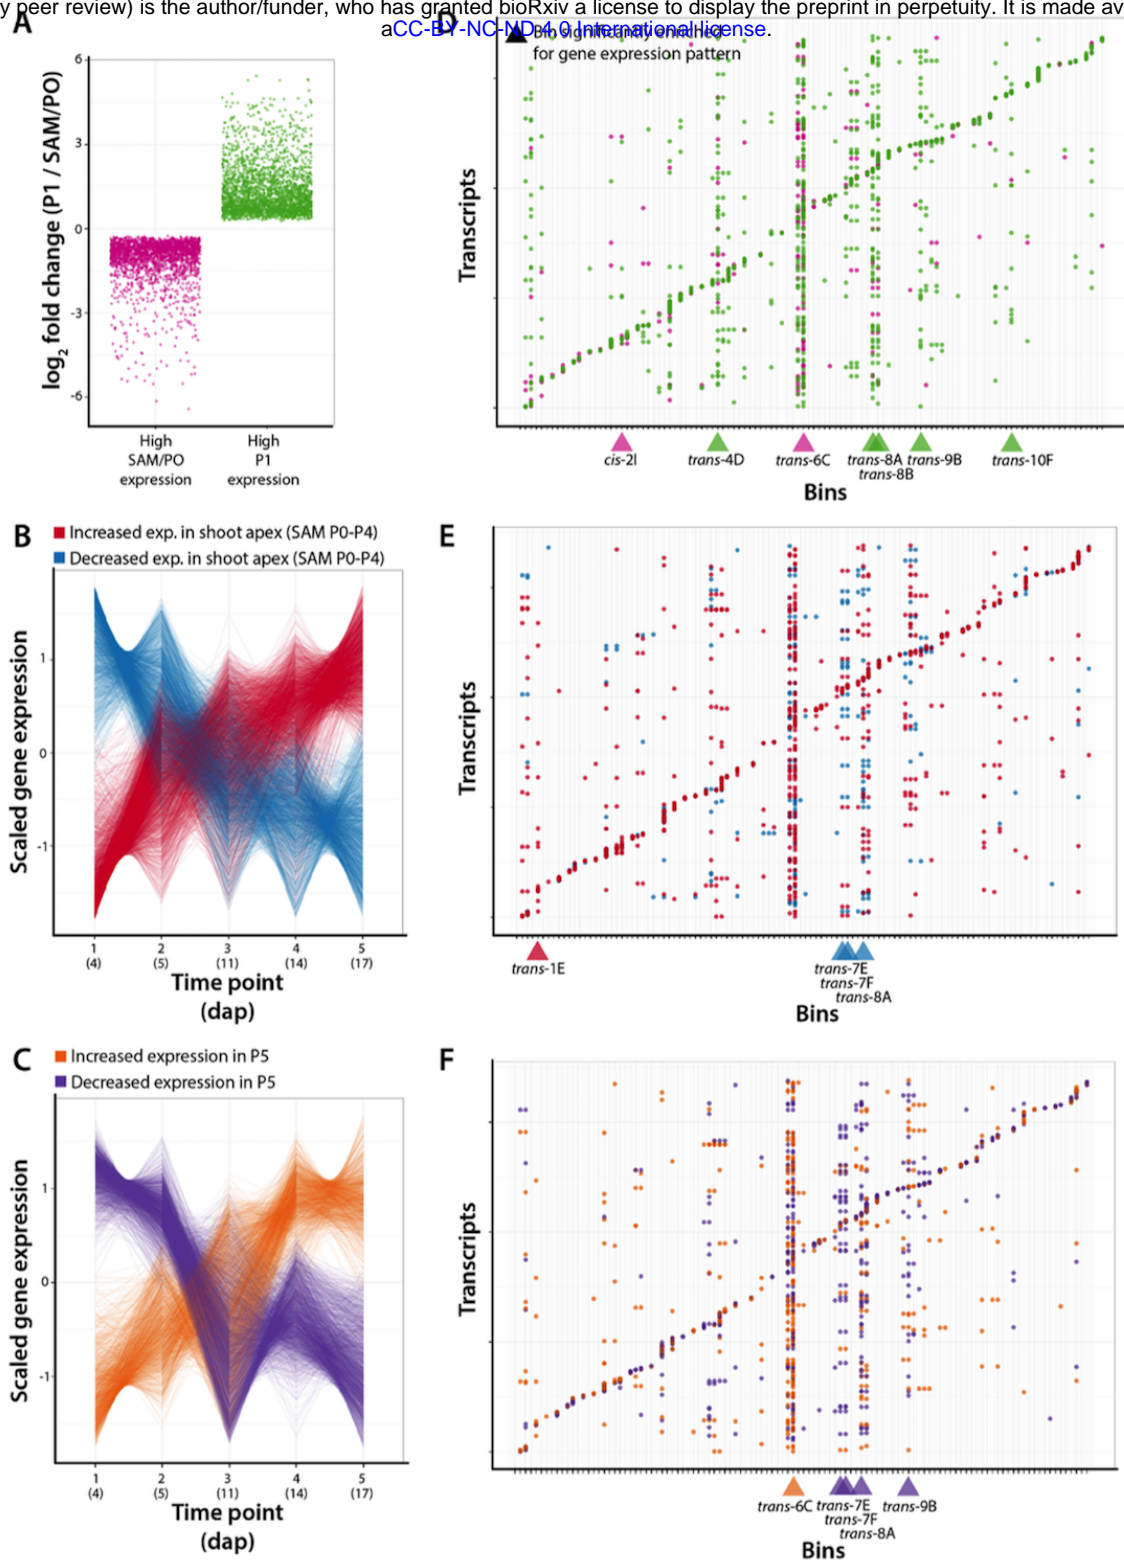 y peer review) is the author/funder, who has granted bioRxiv a license to display the preprint in perpetuity. It is made av
aCC-BY-NC-ND 4.0 International license.
A
log2 fold change (P1 / SAM/PO)
6
3
0
-3
-6
High
SAM/PO
expression
High
P1
expression
D
Bin significantly enriched
for gene expression pattern
Transcripts
cis-2I
trans-4D
trans-6C
trans-8A
trans-8B
trans-9B
trans-10F
Bins
B
Increased exp. in shoot apex (SAM P0-P4)
Decreased exp. in shoot apex (SAM P0-P4)
Scaled gene expression
1
0
-1
1 2 3 4 5
(4) (5) (11) (14) (17)
Time point
(dap)
E
Transcripts
trans-1E
trans-7E
trans-7F
trans-8A
Bins
C
Increased expression in P5
Decreased expression in P5
Scaled gene expression
1
0
-1
1 2 3 4 5
(4) (5) (11) (14) (17)
Time point
(dap)
F
Transcripts
trans-6C
trans-7E
trans-7F
trans-8A
trans-9B
Bins